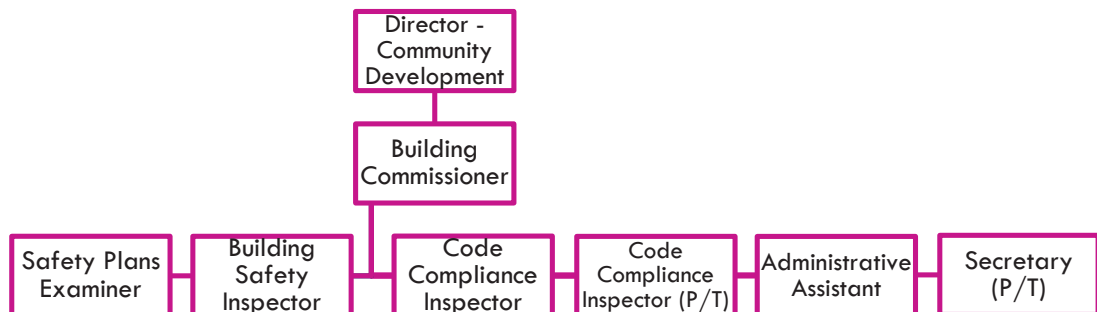 Director -
Community
Development
Building
Commissioner
Safety Plans
Examiner
Building
Safety
Inspector
Code
Compliance
Inspector
Code
Compliance
Inspector (P/T)
Administrative
Assistant
Secretary
(P/T)